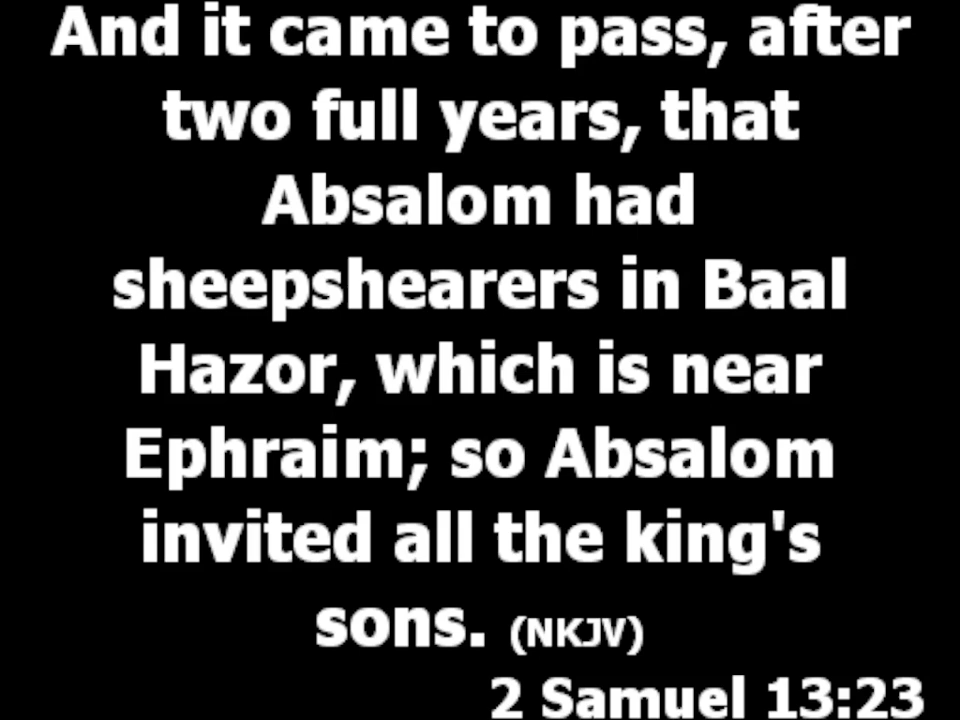 And it came to pass, after
two full years, that
Absalom had
sheepshearers in Baal
Hazor, which is near
Ephraim; so Absalom
invited all the king's
sons. (NKJV)
2 Samuel 13:23